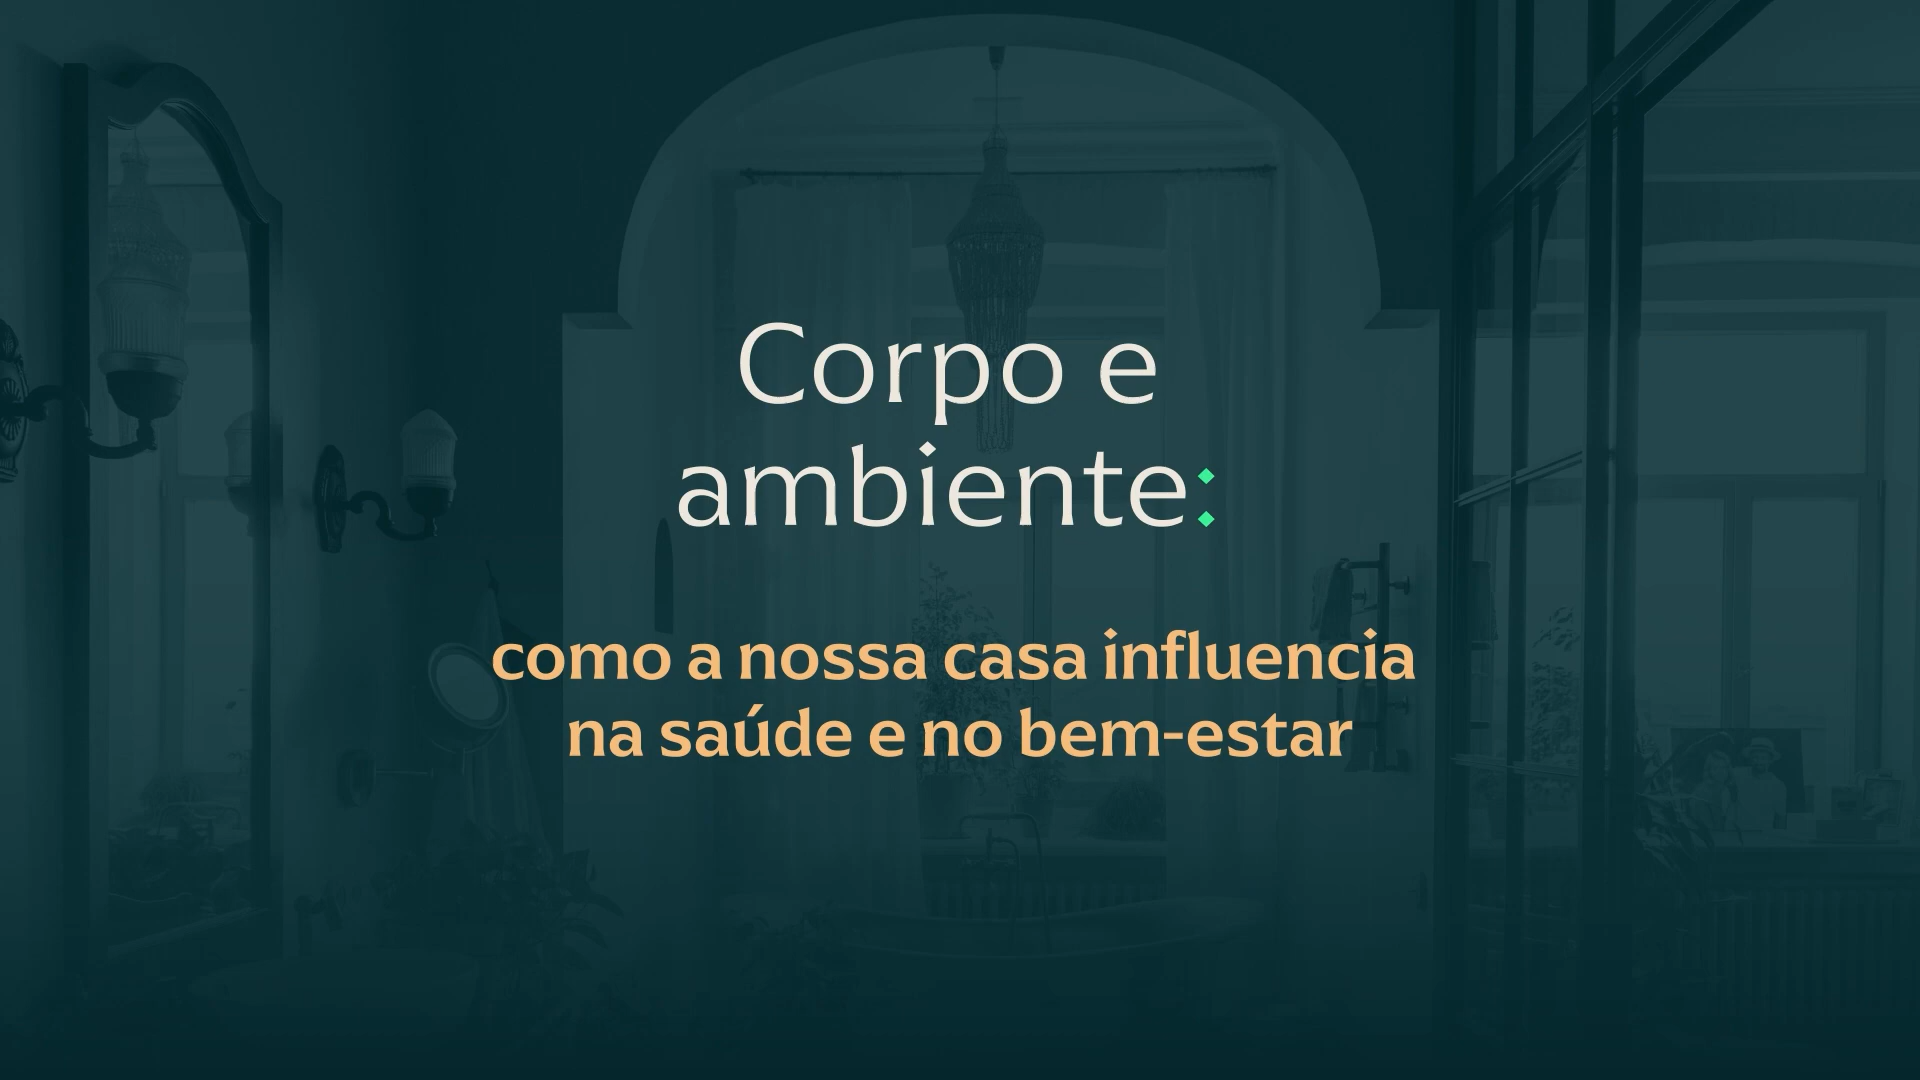 Corpo e
ambiente:
como a nossa casa influencia
na saúde e no bem-estar